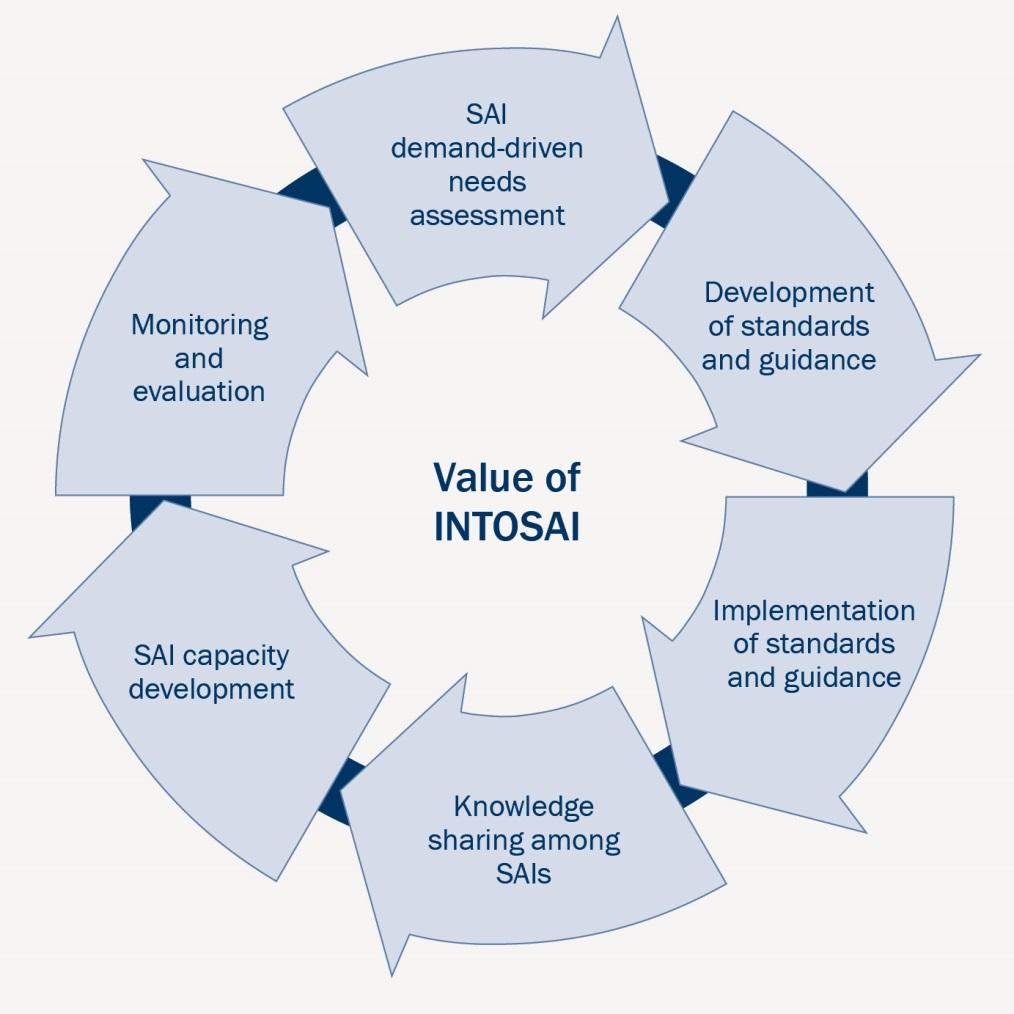 SAI
demand-driven
needs
assessment
Development
of standards
and guidance
Implementation
of standards
and guidance
Knowledge
sharing among
SAIs
SAI capacity
development
Monitoring
and
evaluation
Value of
INTOSAI